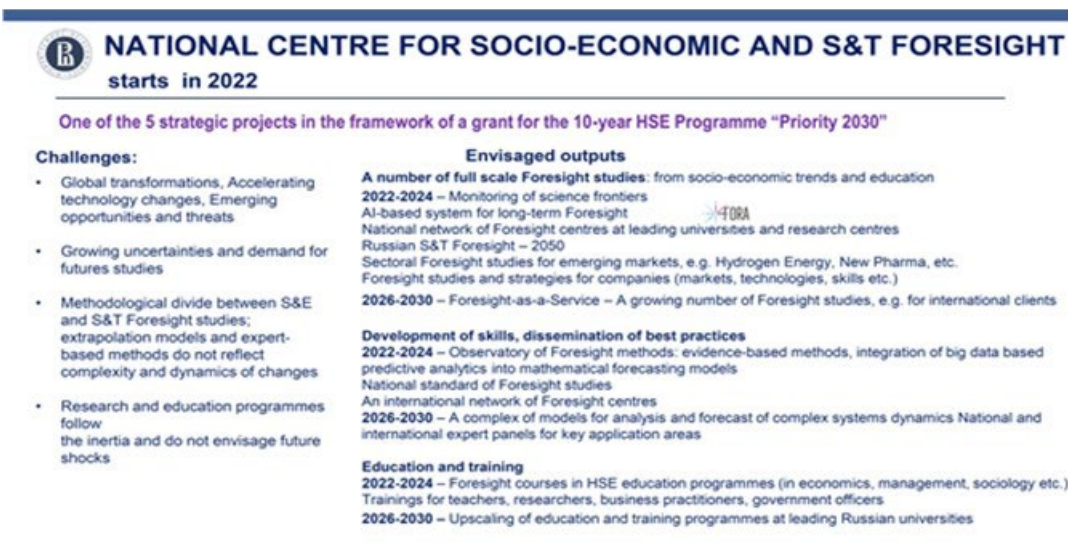 NATIONAL CENTRE FOR SOCIO-ECONOMIC AND S&T FORESIGHT
starts in 2022
One of the 5 strategic projects in the framework of a grant for the 10-year HSE Programme “Priority 2030”
Challenges:
• Global transformations, Accelerating
technology changes, Emerging
opportunities and threats
• Growing uncertainties and demand for
futures studies
• Methodological divide between S&E
and S&T Foresight studies;
extrapolation models and expert-
based methods do not reflect
complexity and dynamics of changes
• Research and education programmes
follow
the inertia and do not envisage future
shocks
Envisaged outputs
A number of full scale Foresight studies: from socio-economic trends and education
2022-2024 – Monitoring of science frontiers
AI-based system for long-term Foresight
FORA
National network of Foresight centres at leading universities and research centres
Russian S&T Foresight – 2050
Sectoral Foresight studies for emerging markets, e.g. Hydrogen Energy, New Pharma, etc.
Foresight studies and strategies for companies (markets, technologies, skills etc.)
2026-2030 – Foresight-as-a-Service – A growing number of Foresight studies, e.g. for international clients
Development of skills, dissemination of best practices
2022-2024 – Observatory of Foresight methods: evidence-based methods, integration of big data based
predictive analytics into mathematical forecasting models
National standard of Foresight studies
An international network of Foresight centres
2026-2030 – A complex of models for analysis and forecast of complex systems dynamics National and
international expert panels for key application areas
Education and training
2022-2024 – Foresight courses in HSE education programmes (in economics, management, sociology etc.)
Trainings for teachers, researchers, business practitioners, government officers
2026-2030 – Upscaling of education and training programmes at leading Russian universities